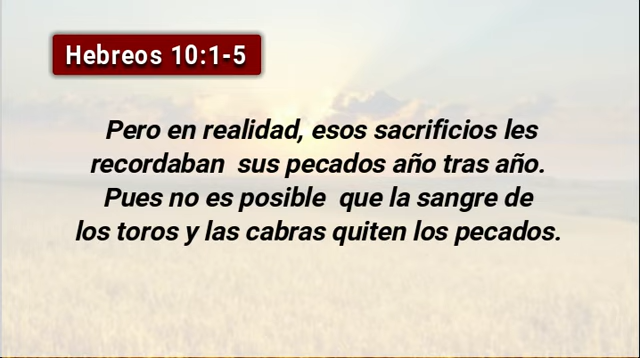 Hebreos 10:1-5
Pero en realidad, esos sacrificios les
recordaban sus pecados año tras año.
Pues no es posible que la sangre de
los toros y las cabras quiten los pecados.